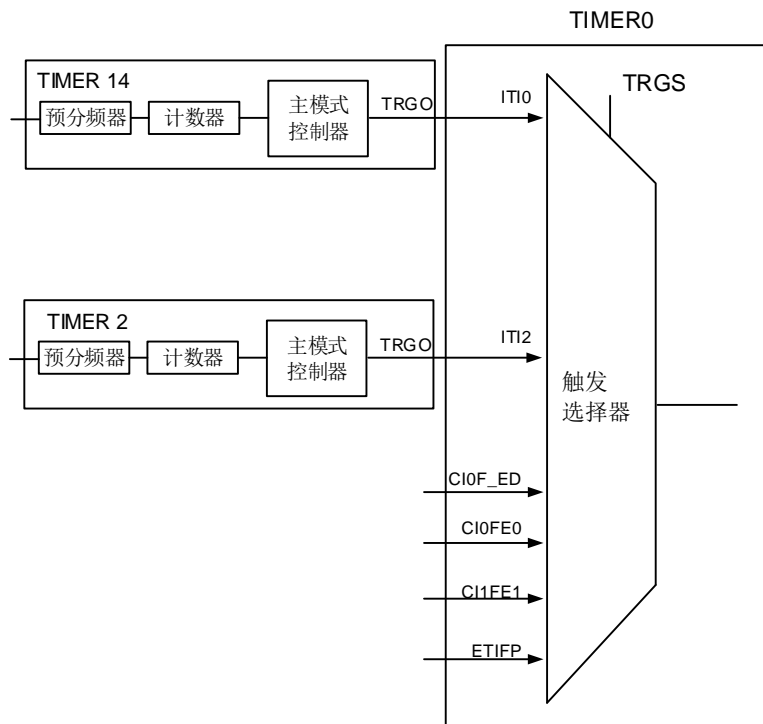 TIMER0
TIMER 14
预分频器
计数器
主模式
控制器
TRGO
ITI0
TRGS
TIMER 2
预分频器
计数器
主模式
控制器
TRGO
ITI2
触发
选择器
CI0F_ED
CI0FE0
CI1FE1
ETIFP